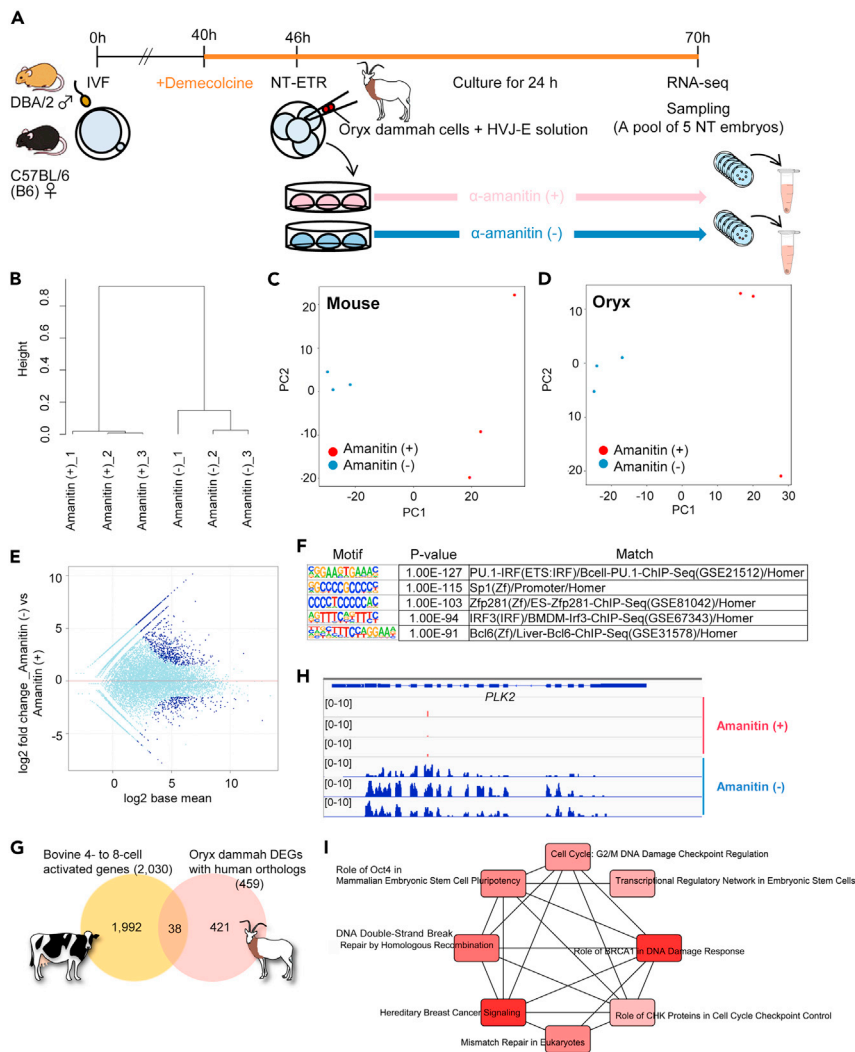 A
0h
40h
46h
70h
IVF
+Demecolcine
NT-ETR
Culture for 24 h
RNA-seq
DBA/2 ♂
Sampling
(A pool of 5 NT embryos)
Oryx dammah cells + HVJ-E solution
C57BL/6
(B6) ♀
α-amanitin (+)
α-amanitin (-)
B
Height
0.0 0.2 0.4 0.6 0.8
Amanitin (+)_1
Amanitin (+)_2
Amanitin (+)_3
Amanitin (-)_1
Amanitin (-)_2
Amanitin (-)_3
C
Mouse
PC2
20
10
0
-10
-20
Amanitin (+)
Amanitin (-)
-20 0 20
PC1
D
Oryx
PC2
10
0
10
20
Amanitin (+)
Amanitin (-)
-20 -10 0 10 20 30
PC1
E
log2 fold change_Amanitin (-) vs
Amanitin (+)
10
5
0
-5
0 5 10
log2 base mean
F
Motif P-value Match
1.00E-127 PU.1-IRF(ETS:IRF)/Bcell-PU.1-ChIP-Seq(GSE21512)/Homer
1.00E-115 Sp1(Zf)/Promoter/Homer
1.00E-103 Zfp281(Zf)/ES-Zfp281-ChIP-Seq(GSE81042)/Homer
1.00E-94 IRF3(IRF)/BMDM-Irf3-ChIP-Seq(GSE67343)/Homer
1.00E-91 Bcl6(Zf)/Liver-Bcl6-ChIP-Seq(GSE31578)/Homer
H
PLK2
[0-10]
[0-10]
[0-10]
[0-10]
[0-10]
[0-10]
Amanitin (+)
Amanitin (-)
G
Bovine 4- to 8-cell
activated genes (2,030)
Oryx dammah DEGs
with human orthologs
(459)
1,992
38
421
I
Cell Cycle: G2/M DNA Damage Checkpoint Regulation
Role of Oct4 in
Mammalian Embryonic Stem Cell Pluripotency
Transcriptional Regulatory Network in Embryonic Stem Cells
DNA Double-Strand Break
Repair by Homologous Recombination
Role of BRCA1 in DNA Damage Response
Hereditary Breast Cancer Signaling
Role of CHK Proteins in Cell Cycle Checkpoint Control
Mismatch Repair in Eukaryotes